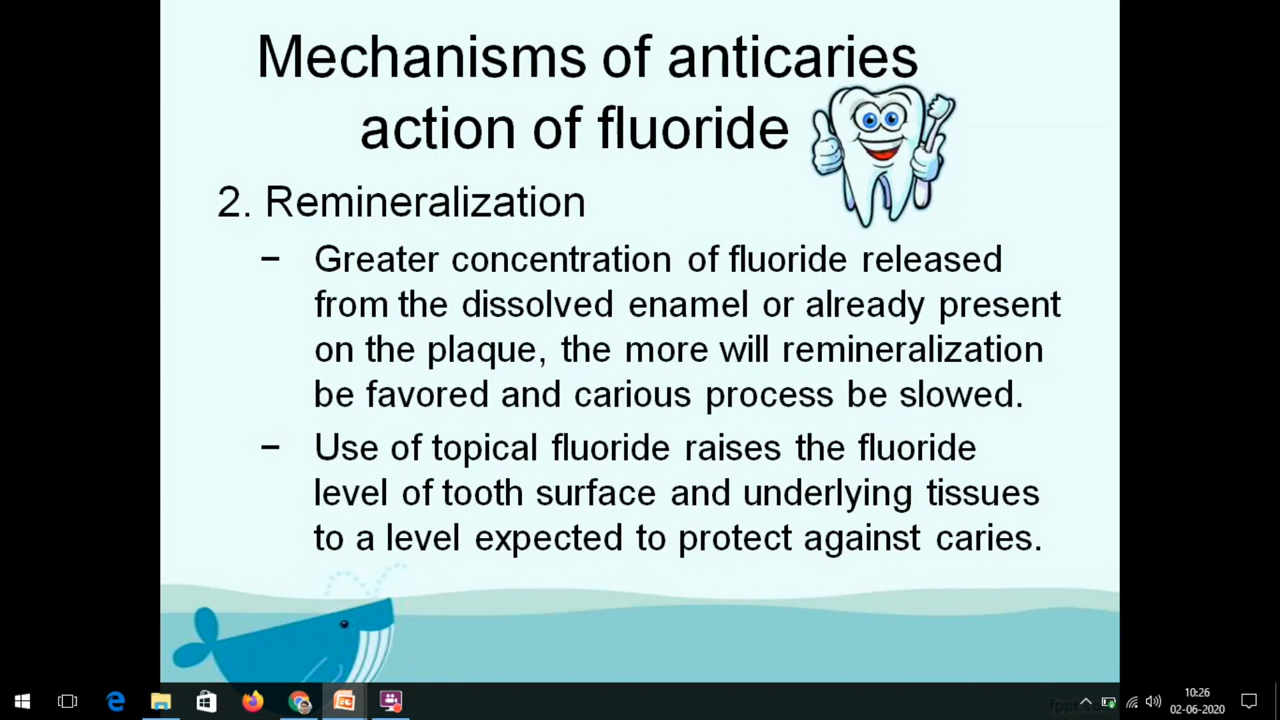 Mechanisms of anticaries
action of fluoride
2. Remineralization
– Greater concentration of fluoride released
from the dissolved enamel or already present
on the plaque, the more will remineralization
be favored and carious process be slowed.
– Use of topical fluoride raises the fluoride
level of tooth surface and underlying tissues
to a level expected to protect against caries.
10:26
02-06-2020